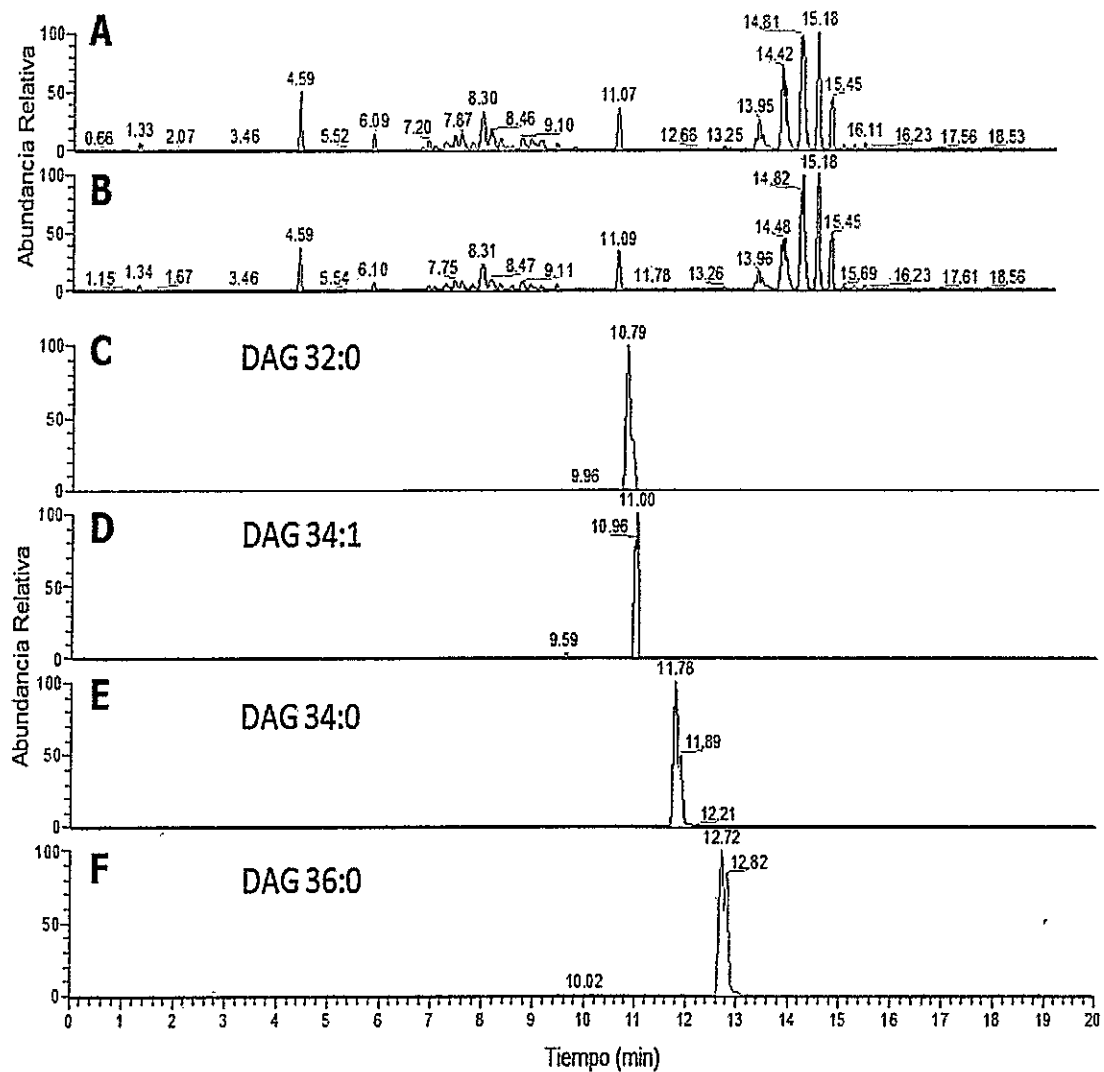 A
Abundancia Relativa
100
50
0
0.66 1.33 2.07 3.46 4.59 5.52 6.09 7.20 7.87 8.30 8.46 9.10 11.07 12.66 13.25 13.95 14.42 14.81 15.18 15.45 16.11 16.23 17.56 18.53
B
Abundancia Relativa
100
50
0
1.15 1.34 1.67 3.46 4.59 5.54 6.10 7.75 8.31 8.47 9.11 11.09 11.78 13.26 13.96 14.48 14.82 15.18 15.45 15.69 16.23 17.61 18.56
C
DAG 32:0
100
50
0
9.96 10.79
D
DAG 34:1
100
50
0
9.59 10.96 11.00
E
DAG 34:0
100
50
0
11.78 11.89 12.21
F
DAG 36:0
100
50
0
10.02 12.72 12.82
0 1 2 3 4 5 6 7 8 9 10 11 12 13 14 15 16 17 18 19 20
Tiempo (min)